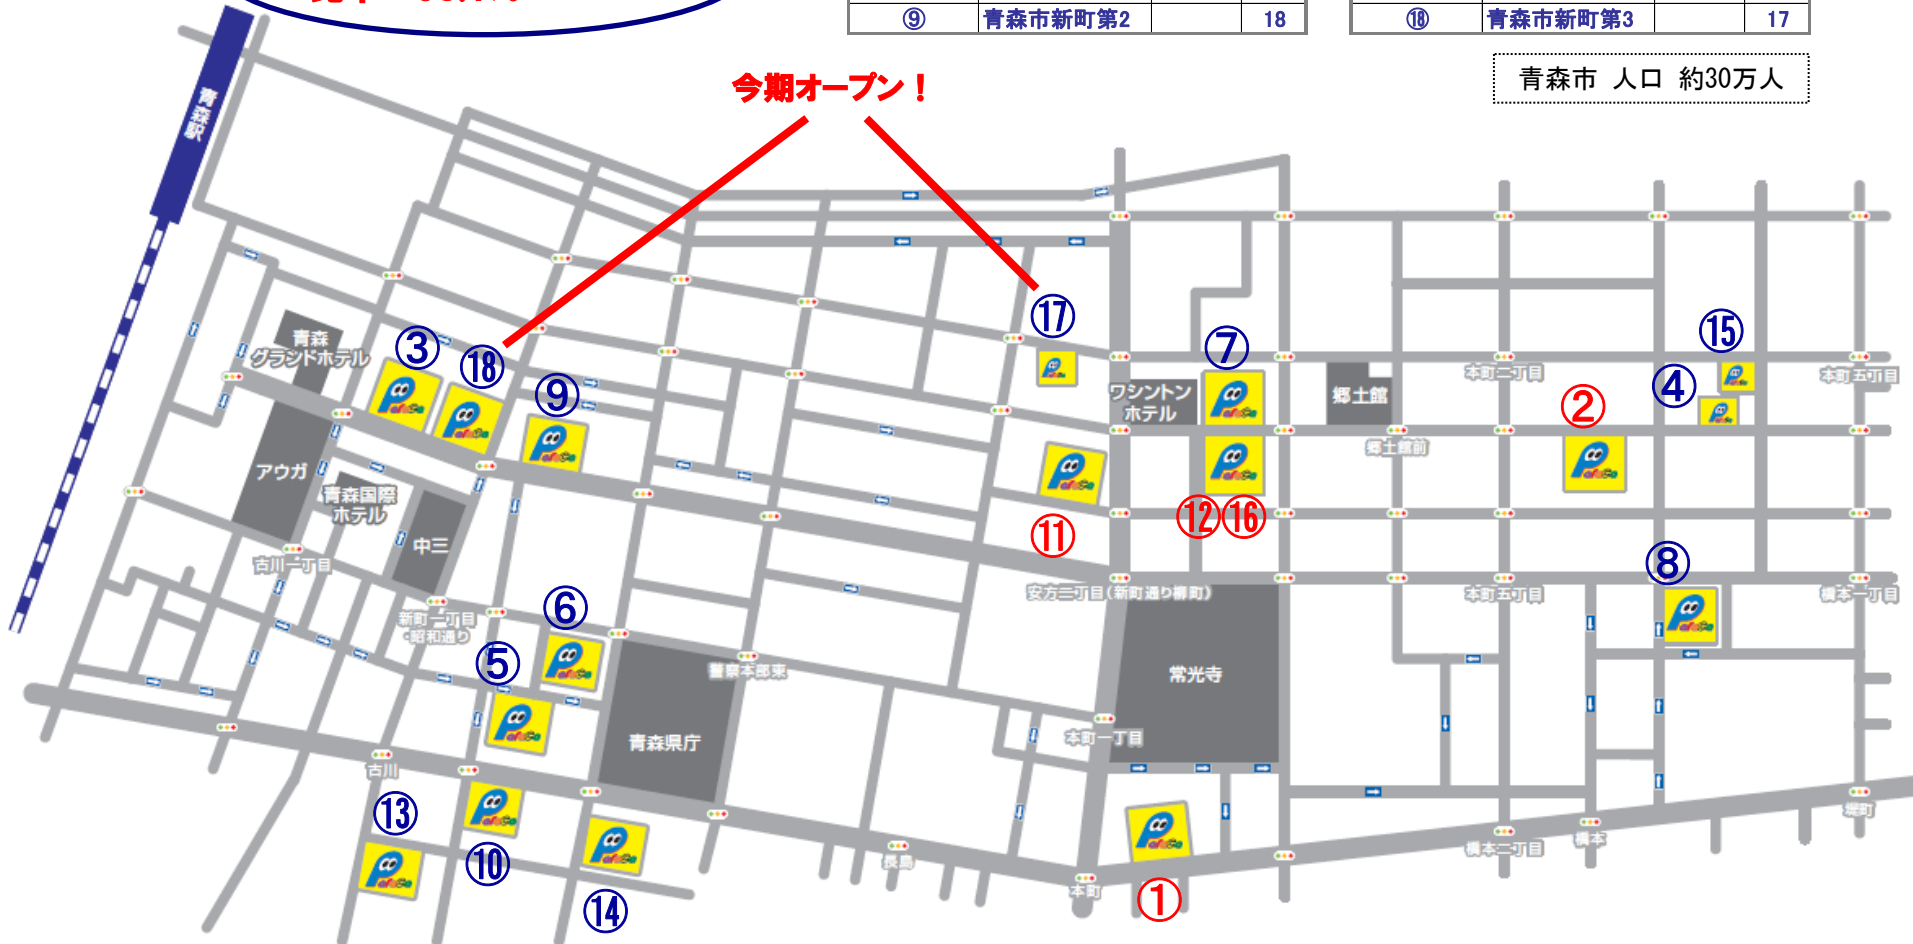 ⑨ 青森市新町第2 18
⑱ 青森市新町第3 17
青森市 人口 約30万人
今期オープン！
青森駅
⑰
⑮
③
⑱
⑦
青森
グランドホテル
⑨
ワシントン
ホテル
郷土館
本町二丁目
④
本町五丁目
②
郷土館前
アウガ
青森国際
ホテル
中三
⑪
⑫⑯
古川一丁目
⑧
安方二丁目(新町通り柳町)
本町五丁目
橋本一丁目
新町一丁目
・昭和通り
⑥
⑤
警察本部東
常光寺
青森県庁
本町一丁目
古川
⑬
⑩
⑭
長島
本町
①
橋本二丁目
橋本
堤町